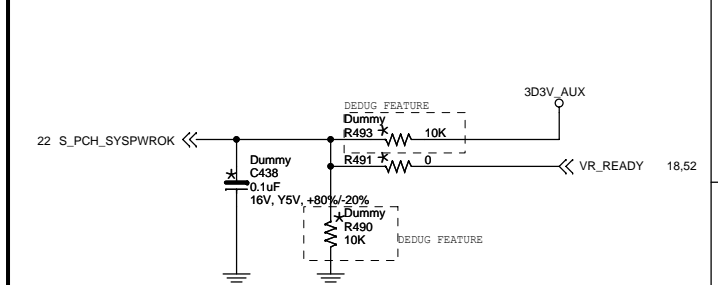 3D3V_AUX
DEDUG FEATURE
Dummy
R493 * 10K
22 S_PCH_SYSPWROK
R491 * 0
VR_READY 18,52
Dummy
* C438
0.1uF
16V, Y5V, +80%/-20%
*Dummy
R490
10K
DEDUG FEATURE